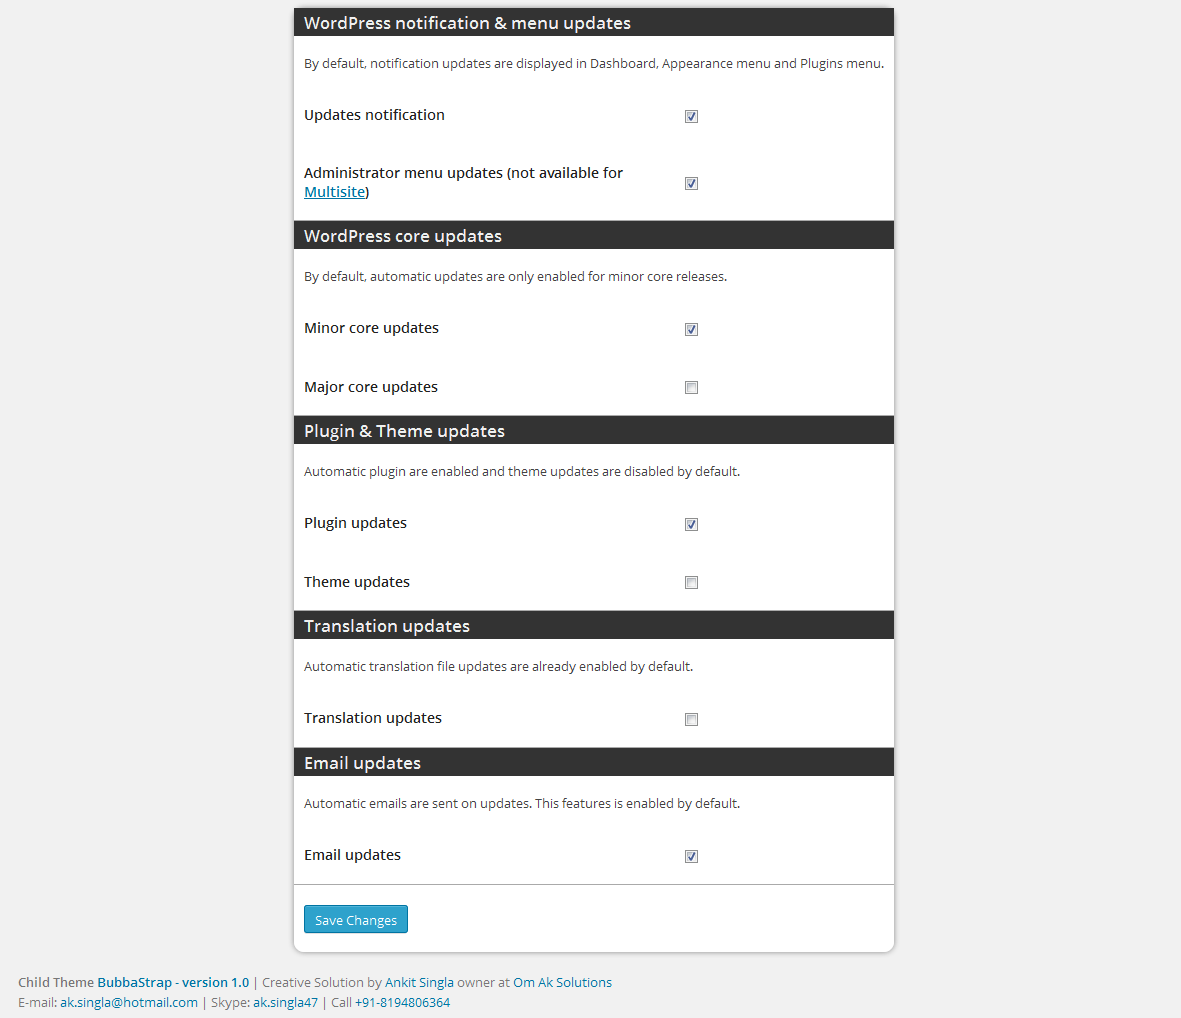 WordPress notification & menu updates
By default, notification updates are displayed in Dashboard, Appearance menu and Plugins menu.
Updates notification
Administrator menu updates (not available for
Multisite)
WordPress core updates
By default, automatic updates are only enabled for minor core releases.
Minor core updates
Major core updates
Plugin & Theme updates
Automatic plugin are enabled and theme updates are disabled by default.
Plugin updates
Theme updates
Translation updates
Automatic translation file updates are already enabled by default.
Translation updates
Email updates
Automatic emails are sent on updates. This features is enabled by default.
Email updates
Save Changes
Child Theme BubbaStrap - version 1.0 | Creative Solution by Ankit Singla owner at Om Ak Solutions
E-mail: ak.singla@hotmail.com | Skype: ak.singla47 | Call +91-8194806364